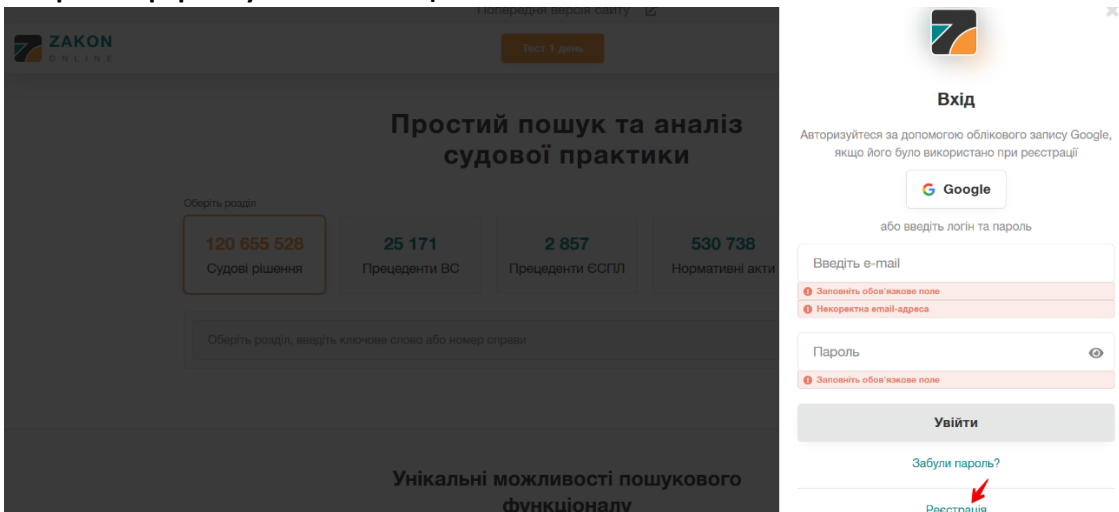 Попередня версія сайту
ZAKON
ONLINE
Тест 1 день
Простий пошук та аналіз
судової практики
Оберіть розділ
120 655 528
Судові рішення
25 171
Прецеденти ВС
2 857
Прецеденти ЄСПЛ
530 738
Нормативні акти
Оберіть розділ, введіть ключове слово або номер справи
Унікальні можливості пошукового
функціоналу
Вхід
Авторизуйтеся за допомогою облікового запису Google,
якщо його було використано при реєстрації
Google
або введіть логін та пароль
Введіть e-mail
Заповніть обов'язкове поле
Некоректна email-адреса
Пароль
Заповніть обов'язкове поле
Увійти
Забули пароль?
Реєстрація